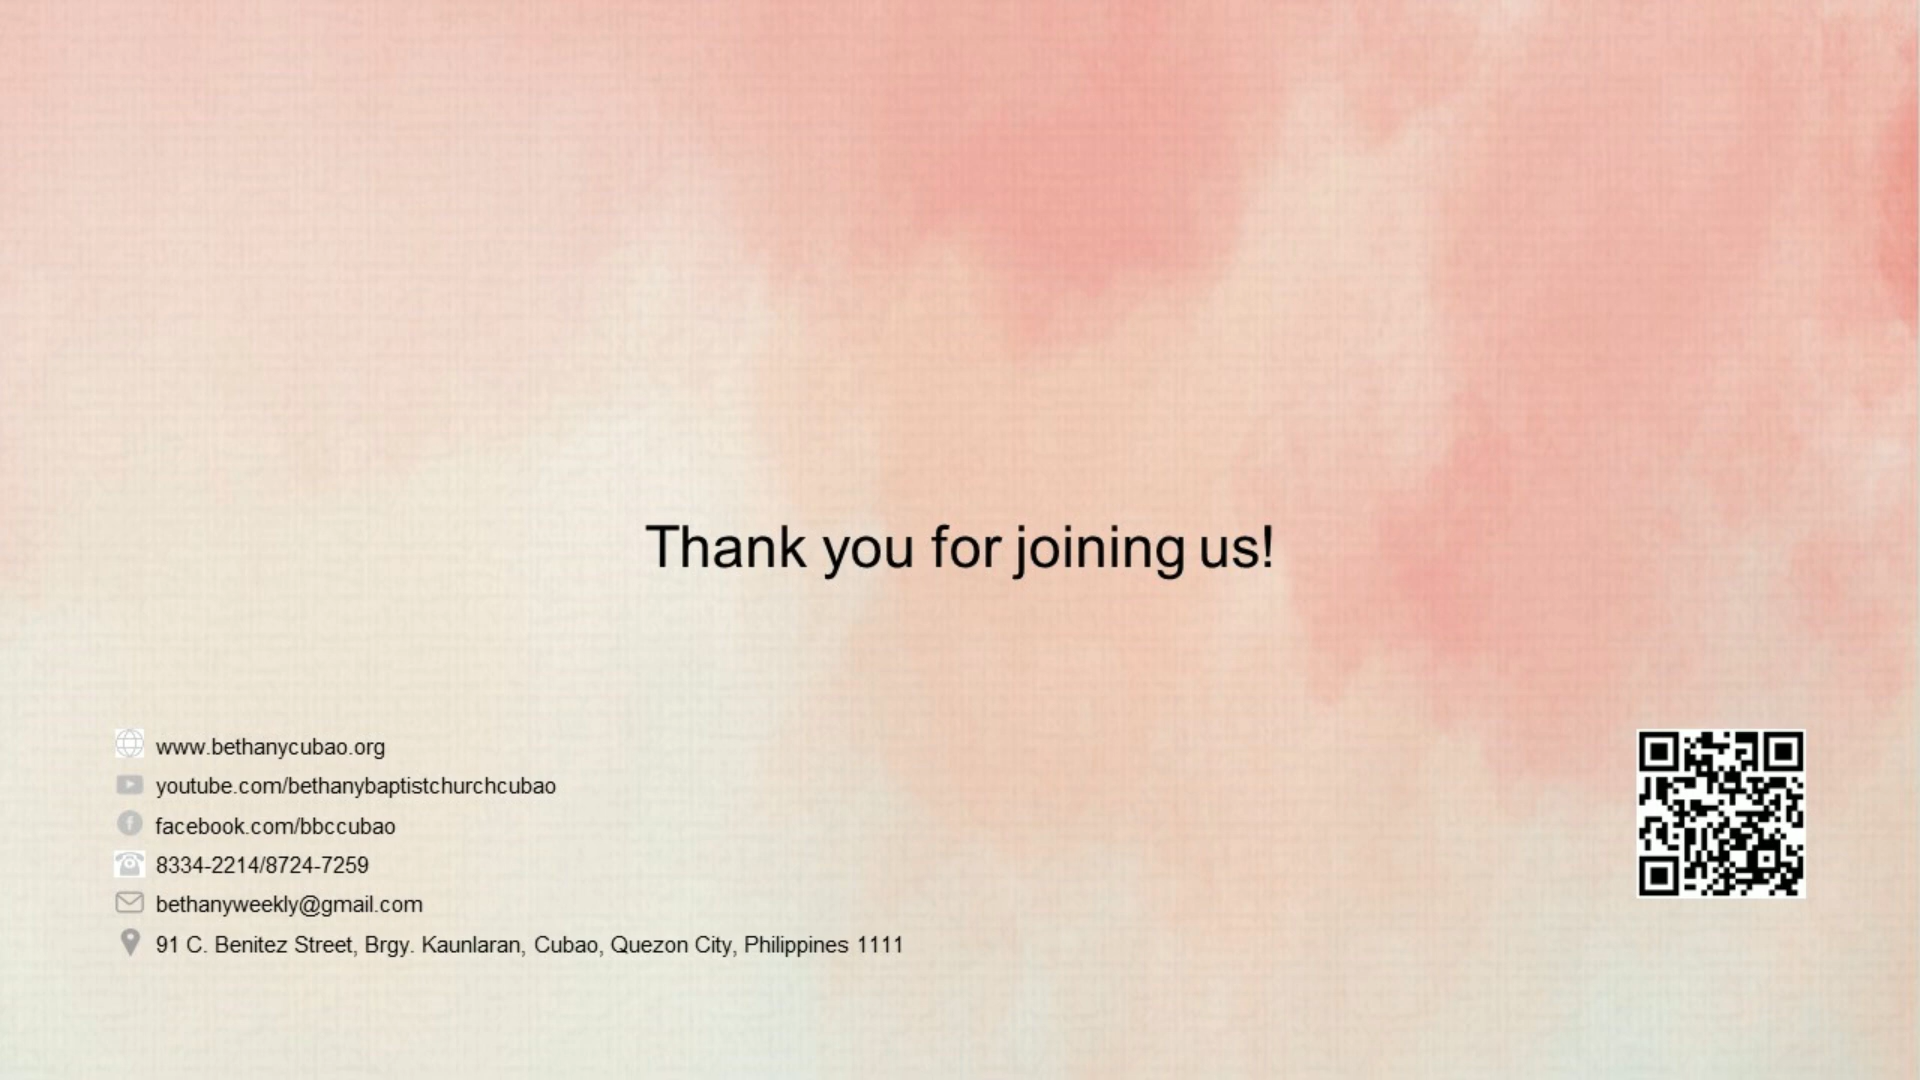 Thank you for joining us!
www.bethanycubao.org
youtube.com/bethanybaptistchurchcubao
facebook.com/bbccubao
8334-2214/8724-7259
bethanyweekly@gmail.com
91 C. Benitez Street, Brgy. Kaunlaran, Cubao, Quezon City, Philippines 1111